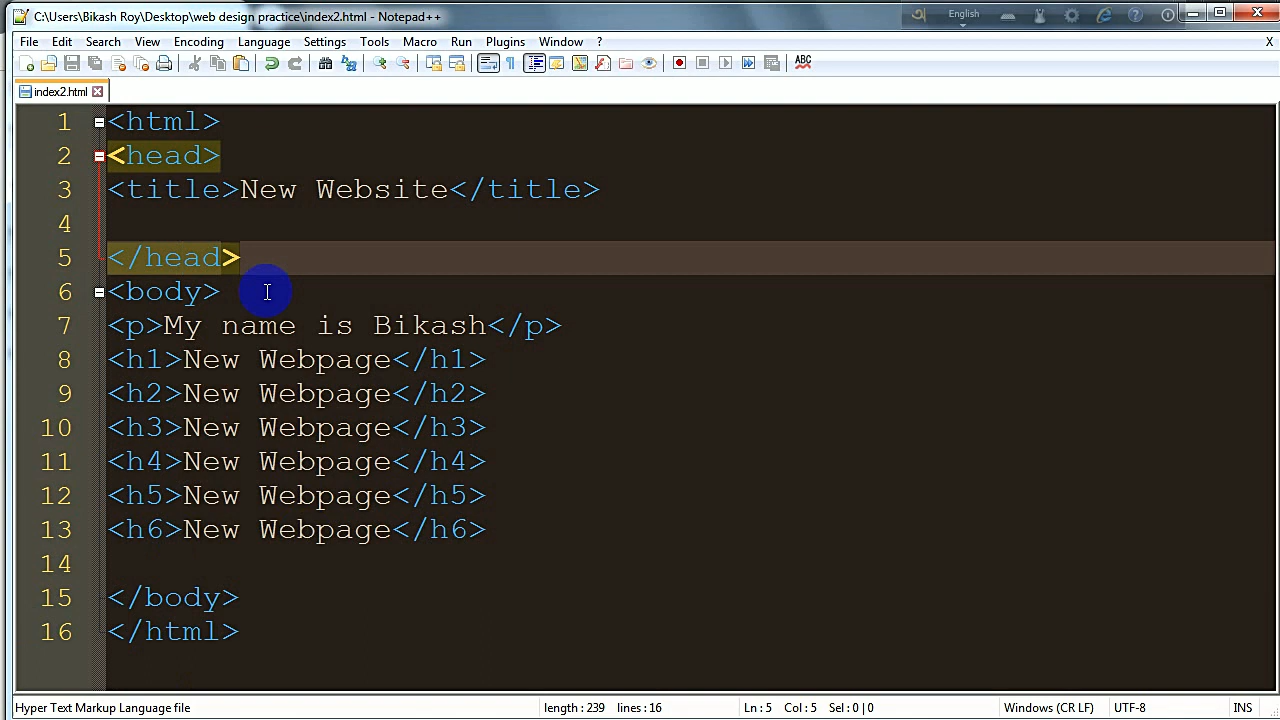 C:\Users\Bikash Roy\Desktop\web design practice\index2.html - Notepad++
English
File Edit Search View Encoding Language Settings Tools Macro Run Plugins Window ? X
ABC
index2.html
1 <html>
2 <head>
3 <title>New Website</title>
4
5 </head>
6 <body>
7 <p>My name is Bikash</p>
8 <h1>New Webpage</h1>
9 <h2>New Webpage</h2>
10 <h3>New Webpage</h3>
11 <h4>New Webpage</h4>
12 <h5>New Webpage</h5>
13 <h6>New Webpage</h6>
14
15 </body>
16 </html>
Hyper Text Markup Language file length : 239 lines : 16 Ln : 5 Col : 5 Sel : 0 | 0 Windows (CR LF) UTF-8 INS